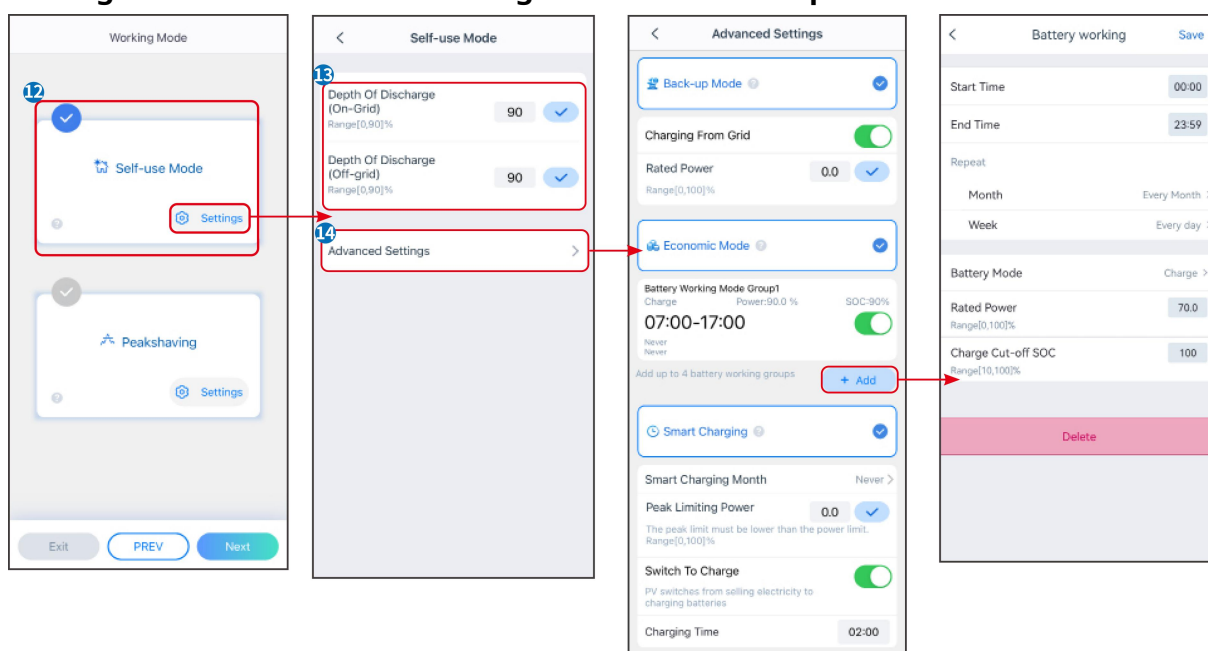 Working Mode
12
Self-use Mode
Settings
Peakshaving
Settings
Exit
PREV
Next
Self-use Mode
13
Depth Of Discharge
(On-Grid)
90
Range[0,90]%
Depth Of Discharge
(Off-grid)
90
Range[0,90]%
14
Advanced Settings
Advanced Settings
Back-up Mode
Charging From Grid
Rated Power
0.0
Range[0,100]%
Economic Mode
Battery Working Mode Group1
Charge Power:90.0 % SOC:90%
07:00-17:00
Never
Never
Add up to 4 battery working groups
+ Add
Smart Charging
Smart Charging Month Never
Peak Limiting Power 0.0
The peak limit must be lower than the power limit.
Range[0,100]%
Switch To Charge
PV switches from selling electricity to
charging batteries
Charging Time 02:00
Battery working Save
Start Time 00:00
End Time 23:59
Repeat
Month Every Month
Week Every day
Battery Mode Charge >
Rated Power 70.0
Range[0,100]%
Charge Cut-off SOC 100
Range[10,100]%
Delete